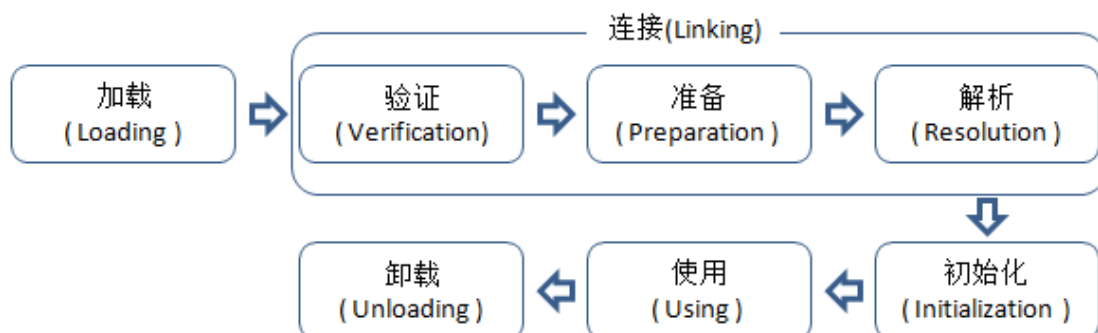 连接(Linking)
加载
( Loading )
验证
( Verification)
准备
( Preparation )
解析
( Resolution )
初始化
( Initialization )
使用
( Using )
卸载
( Unloading )